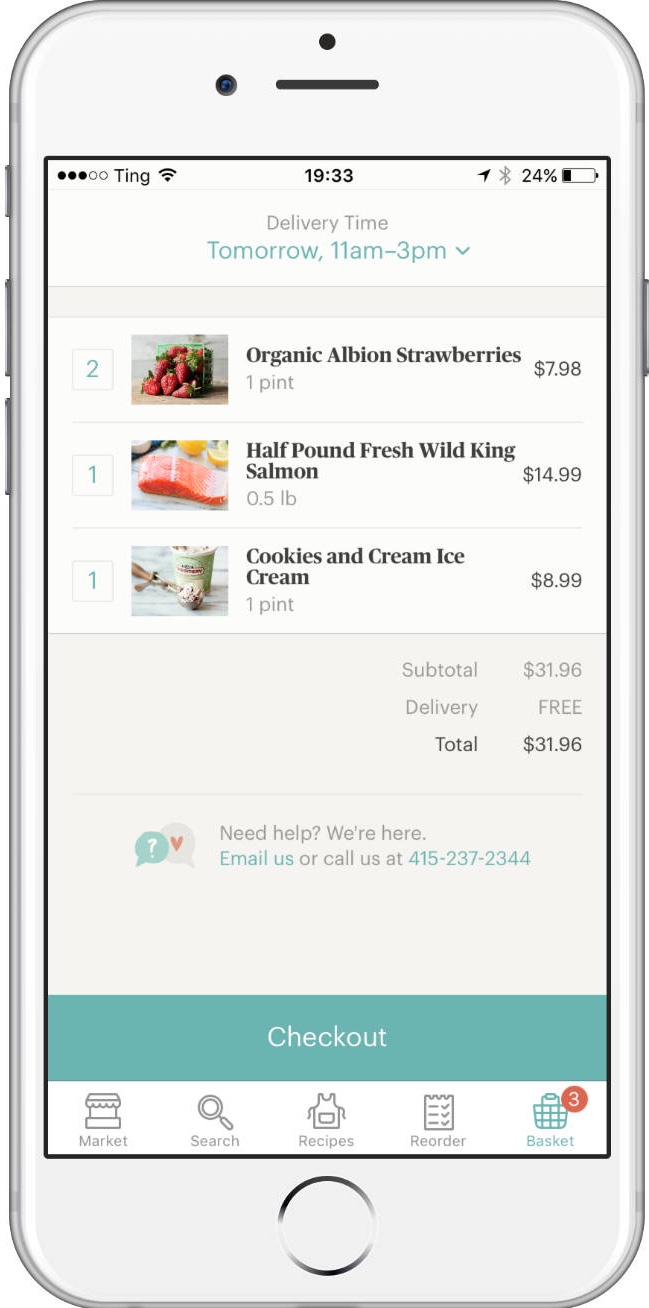 Ting 19:33 24%
Delivery Time
Tomorrow, 11am–3pm
2 Organic Albion Strawberries $7.98
1 pint
1 Half Pound Fresh Wild King
Salmon $14.99
0.5 lb
1 Cookies and Cream Ice
Cream $8.99
1 pint
Subtotal $31.96
Delivery FREE
Total $31.96
? Need help? We're here.
Email us or call us at 415-237-2344
Checkout
3
Market Search Recipes Reorder Basket